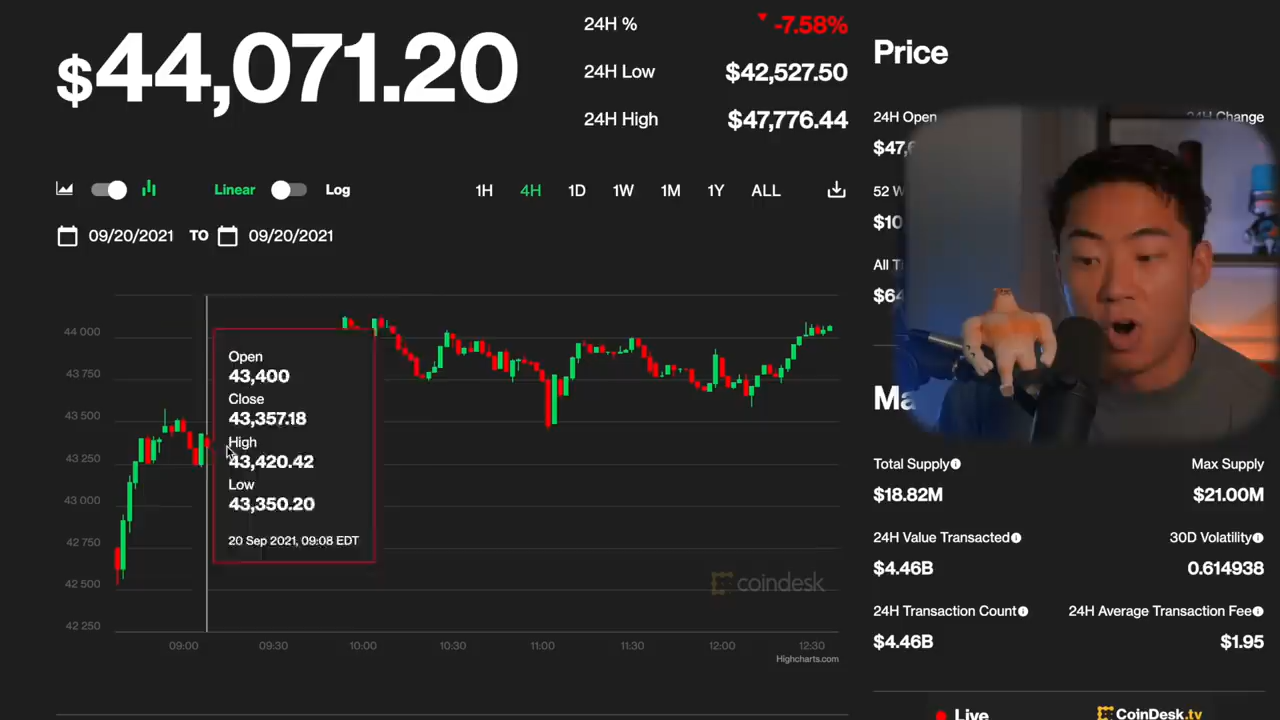 $44,071.20
24H % -7.58%
24H Low $42,527.50
24H High $47,776.44
Linear Log
1H 4H 1D 1W 1M 1Y ALL
09/20/2021 TO 09/20/2021
44 000
43 750
43 500
43 250
43 000
42 750
42 500
42 250
Open
43,400
Close
43,357.18
High
43,420.42
Low
43,350.20
20 Sep 2021, 09:08 EDT
coindesk
09:00 09:30 10:00 10:30 11:00 11:30 12:00 12:30
Highcharts.com
Price
24H Open 24H Change
$47,
52 W
$10
All T
$64
Ma
Total Supply Max Supply
$18.82M $21.00M
24H Value Transacted 30D Volatility
$4.46B 0.614938
24H Transaction Count 24H Average Transaction Fee
$4.46B $1.95
Live CoinDesk.tv